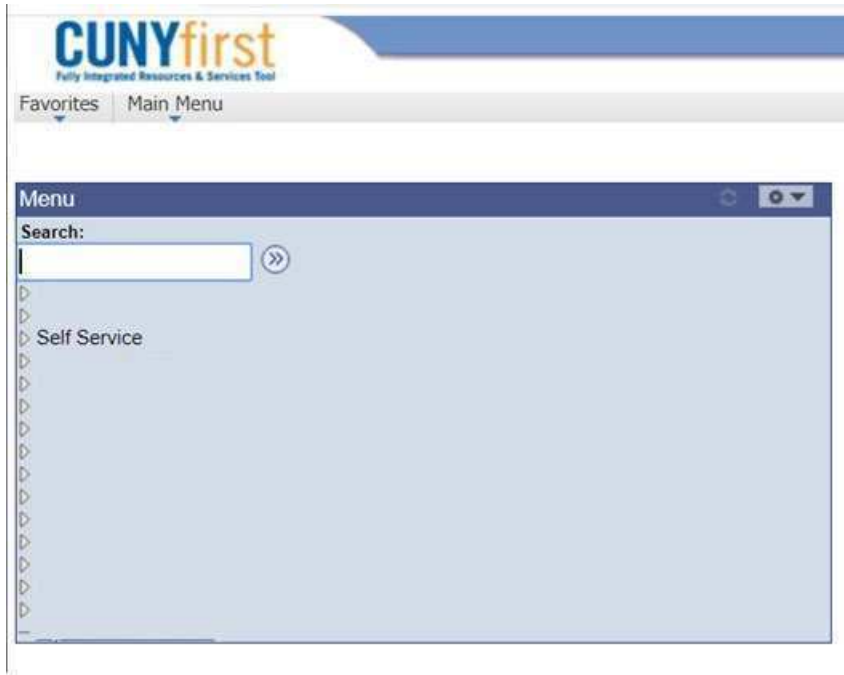 CUNYfirst
Fully Integrated Resources & Services Tool
Favorites Main Menu
Menu
Search:
Self Service